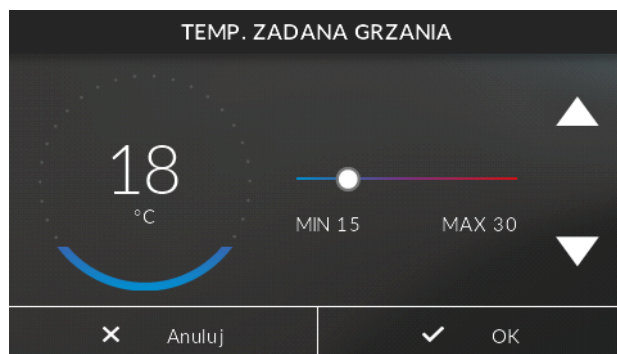 TEMP. ZADANA GRZANIA
18
°C
MIN 15 MAX 30
Anuluj OK